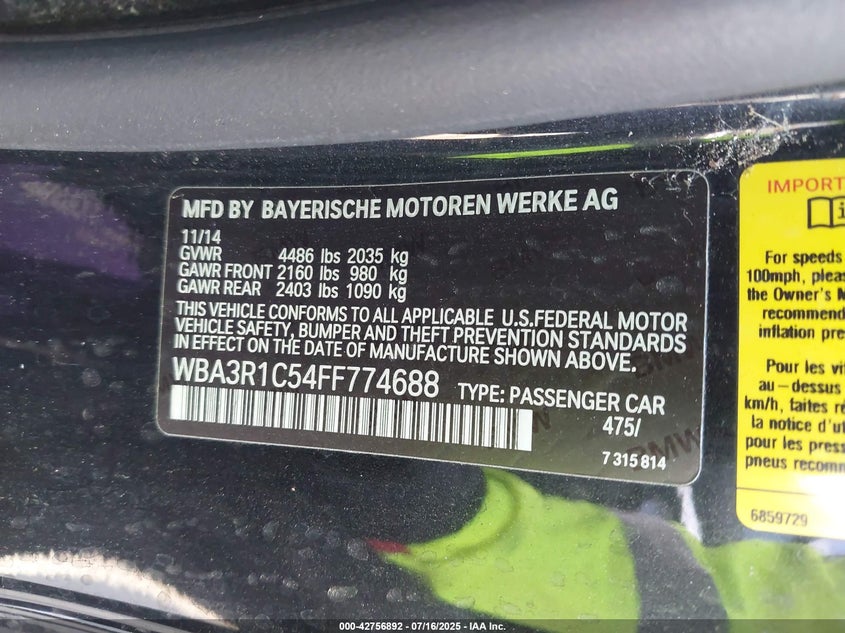 MFD BY BAYERISCHE MOTOREN WERKE AG
11/14
GVWR 4486 lbs 2035 kg
GAWR FRONT 2160 lbs 980 kg
GAWR REAR 2403 lbs 1090 kg
THIS VEHICLE CONFORMS TO ALL APPLICABLE U.S.FEDERAL MOTOR
VEHICLE SAFETY, BUMPER AND THEFT PREVENTION STANDARDS
IN EFFECT ON THE DATE OF MANUFACTURE SHOWN ABOVE.
WBA3R1C54FF774688 TYPE: PASSENGER CAR
475/
7 315 814
IMPORT
For speeds
100mph, pleas
the Owner's M
recommend
inflation pre
Pour les vit
au-dessus
km/h, faites ré
la notice d'ut
pour les press
pneus recomm
6859729
000-42756892 - 07/16/2025 - IAA Inc.